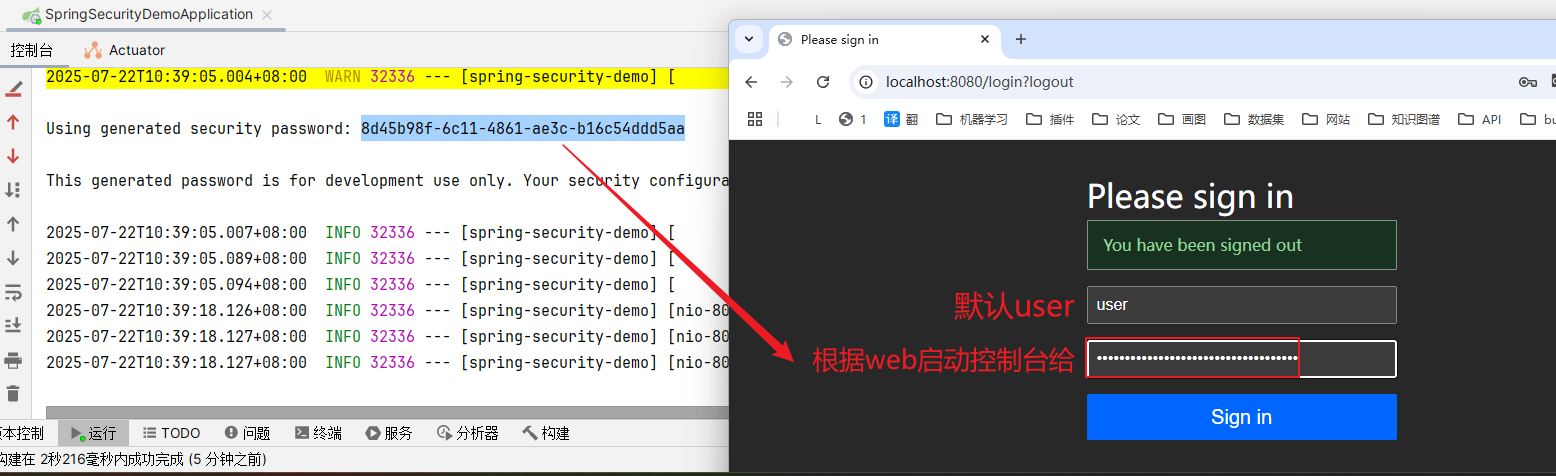 SpringSecurityDemoApplication
控制台
Actuator
2025-07-22T10:39:05.004+08:00  WARN 32336 --- [spring-security-demo] [
Using generated security password: 8d45b98f-6c11-4861-ae3c-b16c54ddd5aa
This generated password is for development use only. Your security configura
2025-07-22T10:39:05.007+08:00  INFO 32336 --- [spring-security-demo] [
2025-07-22T10:39:05.089+08:00  INFO 32336 --- [spring-security-demo] [
2025-07-22T10:39:05.094+08:00  INFO 32336 --- [spring-security-demo] [
2025-07-22T10:39:18.126+08:00  INFO 32336 --- [spring-security-demo] [nio-80
2025-07-22T10:39:18.127+08:00  INFO 32336 --- [spring-security-demo] [nio-80
2025-07-22T10:39:18.127+08:00  INFO 32336 --- [spring-security-demo] [nio-80
本控制 运行 TODO 问题 终端 服务 分析器 构建
构建在 2秒216毫秒内成功完成 (5 分钟之前)
Please sign in
localhost:8080/login?logout
L 1 译 翻 机器学习 插件 论文 画图 数据集 网站 知识图谱 API bu
Please sign in
You have been signed out
默认user
user
根据web启动控制台给
Sign in